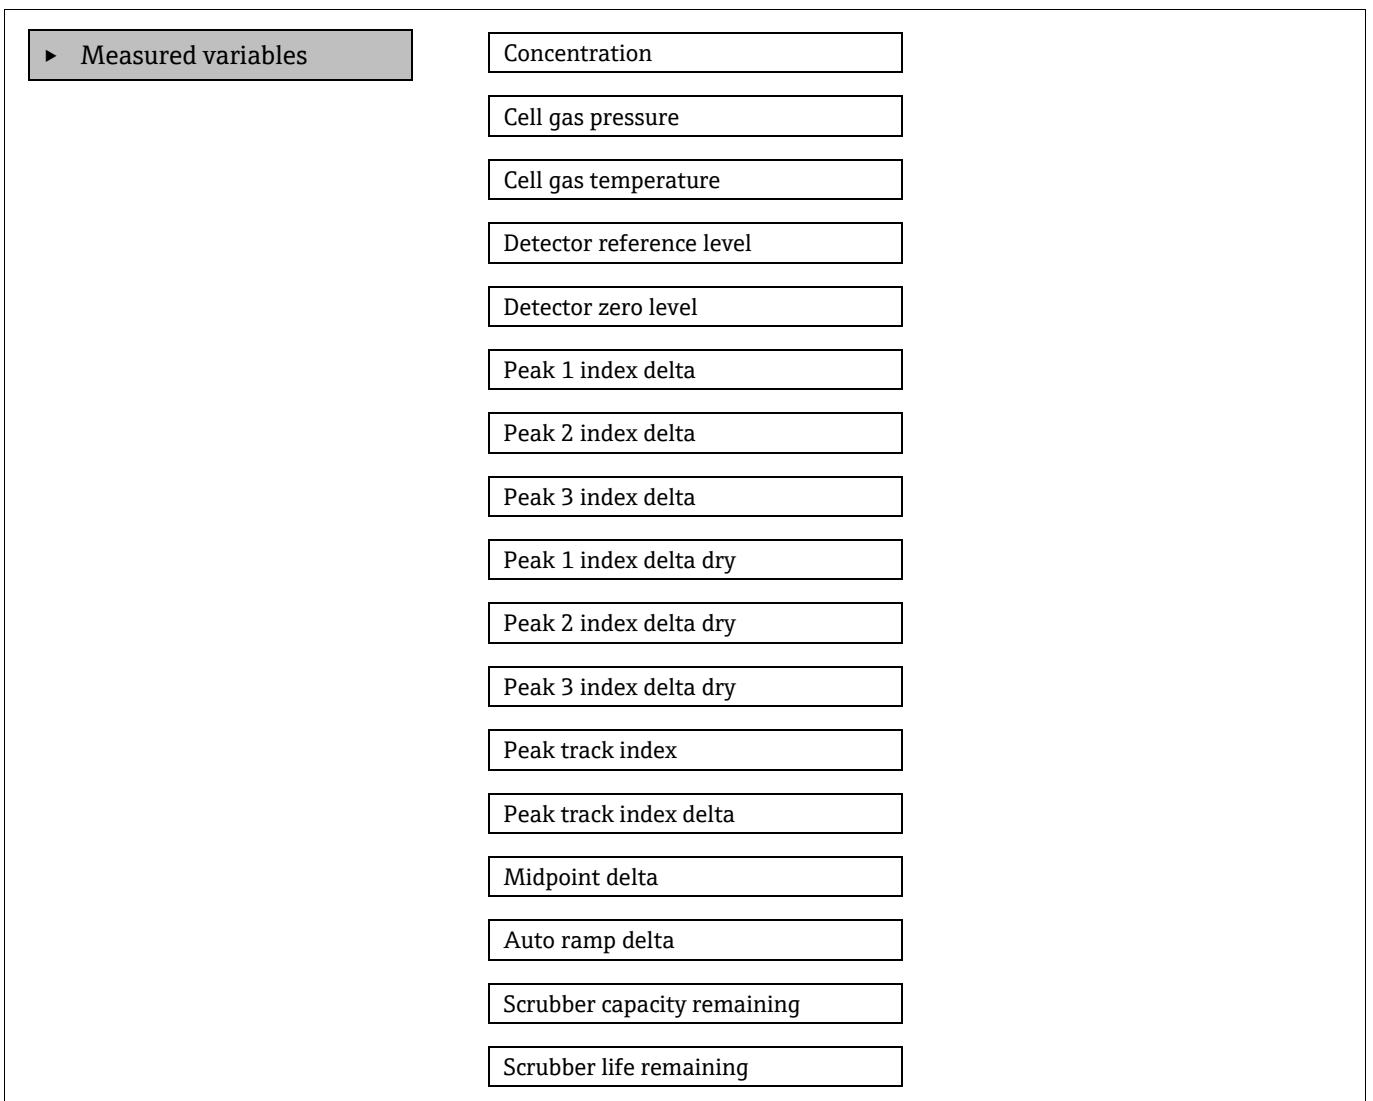 ▸ Measured variables
Concentration
Cell gas pressure
Cell gas temperature
Detector reference level
Detector zero level
Peak 1 index delta
Peak 2 index delta
Peak 3 index delta
Peak 1 index delta dry
Peak 2 index delta dry
Peak 3 index delta dry
Peak track index
Peak track index delta
Midpoint delta
Auto ramp delta
Scrubber capacity remaining
Scrubber life remaining